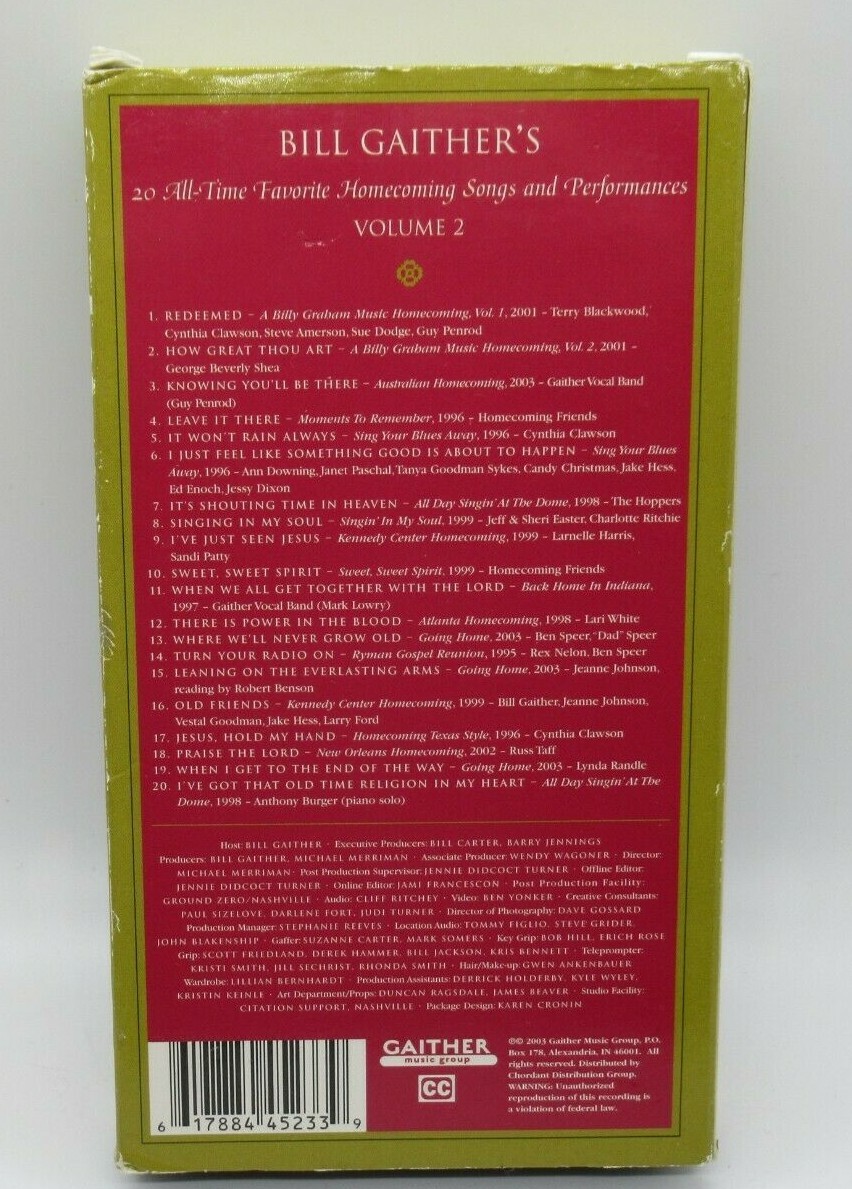 BILL GAITHER'S
20 All-Time Favorite Homecoming Songs and Performances
VOLUME 2
1. REDEEMED – A Billy Graham Music Homecoming, Vol. 1, 2001 – Terry Blackwood,
Cynthia Clawson, Steve Amerson, Sue Dodge, Guy Penrod
2. HOW GREAT THOU ART – A Billy Graham Music Homecoming, Vol. 2, 2001 –
George Beverly Shea
3. KNOWING YOU'LL BE THERE – Australian Homecoming, 2003 – Gaither Vocal Band
(Guy Penrod)
4. LEAVE IT THERE – Moments To Remember, 1996 – Homecoming Friends
5. IT WON'T RAIN ALWAYS – Sing Your Blues Away, 1996 – Cynthia Clawson
6. I JUST FEEL LIKE SOMETHING GOOD IS ABOUT TO HAPPEN – Sing Your Blues
Away, 1996 – Ann Downing, Janet Paschal, Tanya Goodman Sykes, Candy Christmas, Jake Hess,
Ed Enoch, Jessy Dixon
7. IT'S SHOUTING TIME IN HEAVEN – All Day Singin' At The Dome, 1998 – The Hoppers
8. SINGING IN MY SOUL – Singin' In My Soul, 1999 – Jeff & Sheri Easter, Charlotte Ritchie
9. I'VE JUST SEEN JESUS – Kennedy Center Homecoming, 1999 – Larnelle Harris,
Sandi Patty
10. SWEET, SWEET SPIRIT – Sweet, Sweet Spirit, 1999 – Homecoming Friends
11. WHEN WE ALL GET TOGETHER WITH THE LORD – Back Home In Indiana,
1997 – Gaither Vocal Band (Mark Lowry)
12. THERE IS POWER IN THE BLOOD – Atlanta Homecoming, 1998 – Lari White
13. WHERE WE'LL NEVER GROW OLD – Going Home, 2003 – Ben Speer, "Dad" Speer
14. TURN YOUR RADIO ON – Ryman Gospel Reunion, 1995 – Rex Nelon, Ben Speer
15. LEANING ON THE EVERLASTING ARMS – Going Home, 2003 – Jeanne Johnson,
reading by Robert Benson
16. OLD FRIENDS – Kennedy Center Homecoming, 1999 – Bill Gaither, Jeanne Johnson,
Vestal Goodman, Jake Hess, Larry Ford
17. JESUS, HOLD MY HAND – Homecoming Texas Style, 1996 – Cynthia Clawson
18. PRAISE THE LORD – New Orleans Homecoming, 2002 – Russ Taff
19. WHEN I GET TO THE END OF THE WAY – Going Home, 2003 – Lynda Randle
20. I'VE GOT THAT OLD TIME RELIGION IN MY HEART – All Day Singin' At The
Dome, 1998 – Anthony Burger (piano solo)
Host: BILL GAITHER · Executive Producers: BILL CARTER, BARRY JENNINGS
Producers: BILL GAITHER, MICHAEL MERRIMAN · Associate Producer: WENDY WAGONER · Director:
MICHAEL MERRIMAN · Post Production Supervisor: JENNIE DIDCOCT TURNER · Offline Editor:
JENNIE DIDCOCT TURNER · Online Editor: JAMI FRANCESCON · Post Production Facility:
GROUND ZERO/NASHVILLE · Audio: CLIFF RITCHEY · Video: BEN YONKER · Creative Consultants:
PAUL SIZELOVE, DARLENE FORT, JUDI TURNER · Director of Photography: DAVE GOSSARD
Production Manager: STEPHANIE REEVES · Location Audio: TOMMY FIGLIO, STEVE GRIDER,
JOHN BLAKENSHIP · Gaffer: SUZANNE CARTER, MARK SOMERS · Key Grip: BOB HILL, ERICH ROSE
Grip: SCOTT FRIEDLAND, DEREK HAMMER, BILL JACKSON, KRIS BENNETT · Teleprompter:
KRISTI SMITH, JILL SECHRIST, RHONDA SMITH · Hair/Make-up: GWEN ANKENBAUER
Wardrobe: LILLIAN BERNHARDT · Production Assistants: DERRICK HOLDERBY, KYLE WYLEY,
KRISTIN KEINLE · Art Department/Props: DUNCAN RAGSDALE, JAMES BEAVER · Studio Facility:
CITATION SUPPORT, NASHVILLE · Package Design: KAREN CRONIN
6 17884 45233 9
GAITHER
music group
CC
℗© 2003 Gaither Music Group, P.O.
Box 178, Alexandria, IN 46001. All
rights reserved. Distributed by
Chordant Distribution Group.
WARNING: Unauthorized
reproduction of this recording is
a violation of federal law.